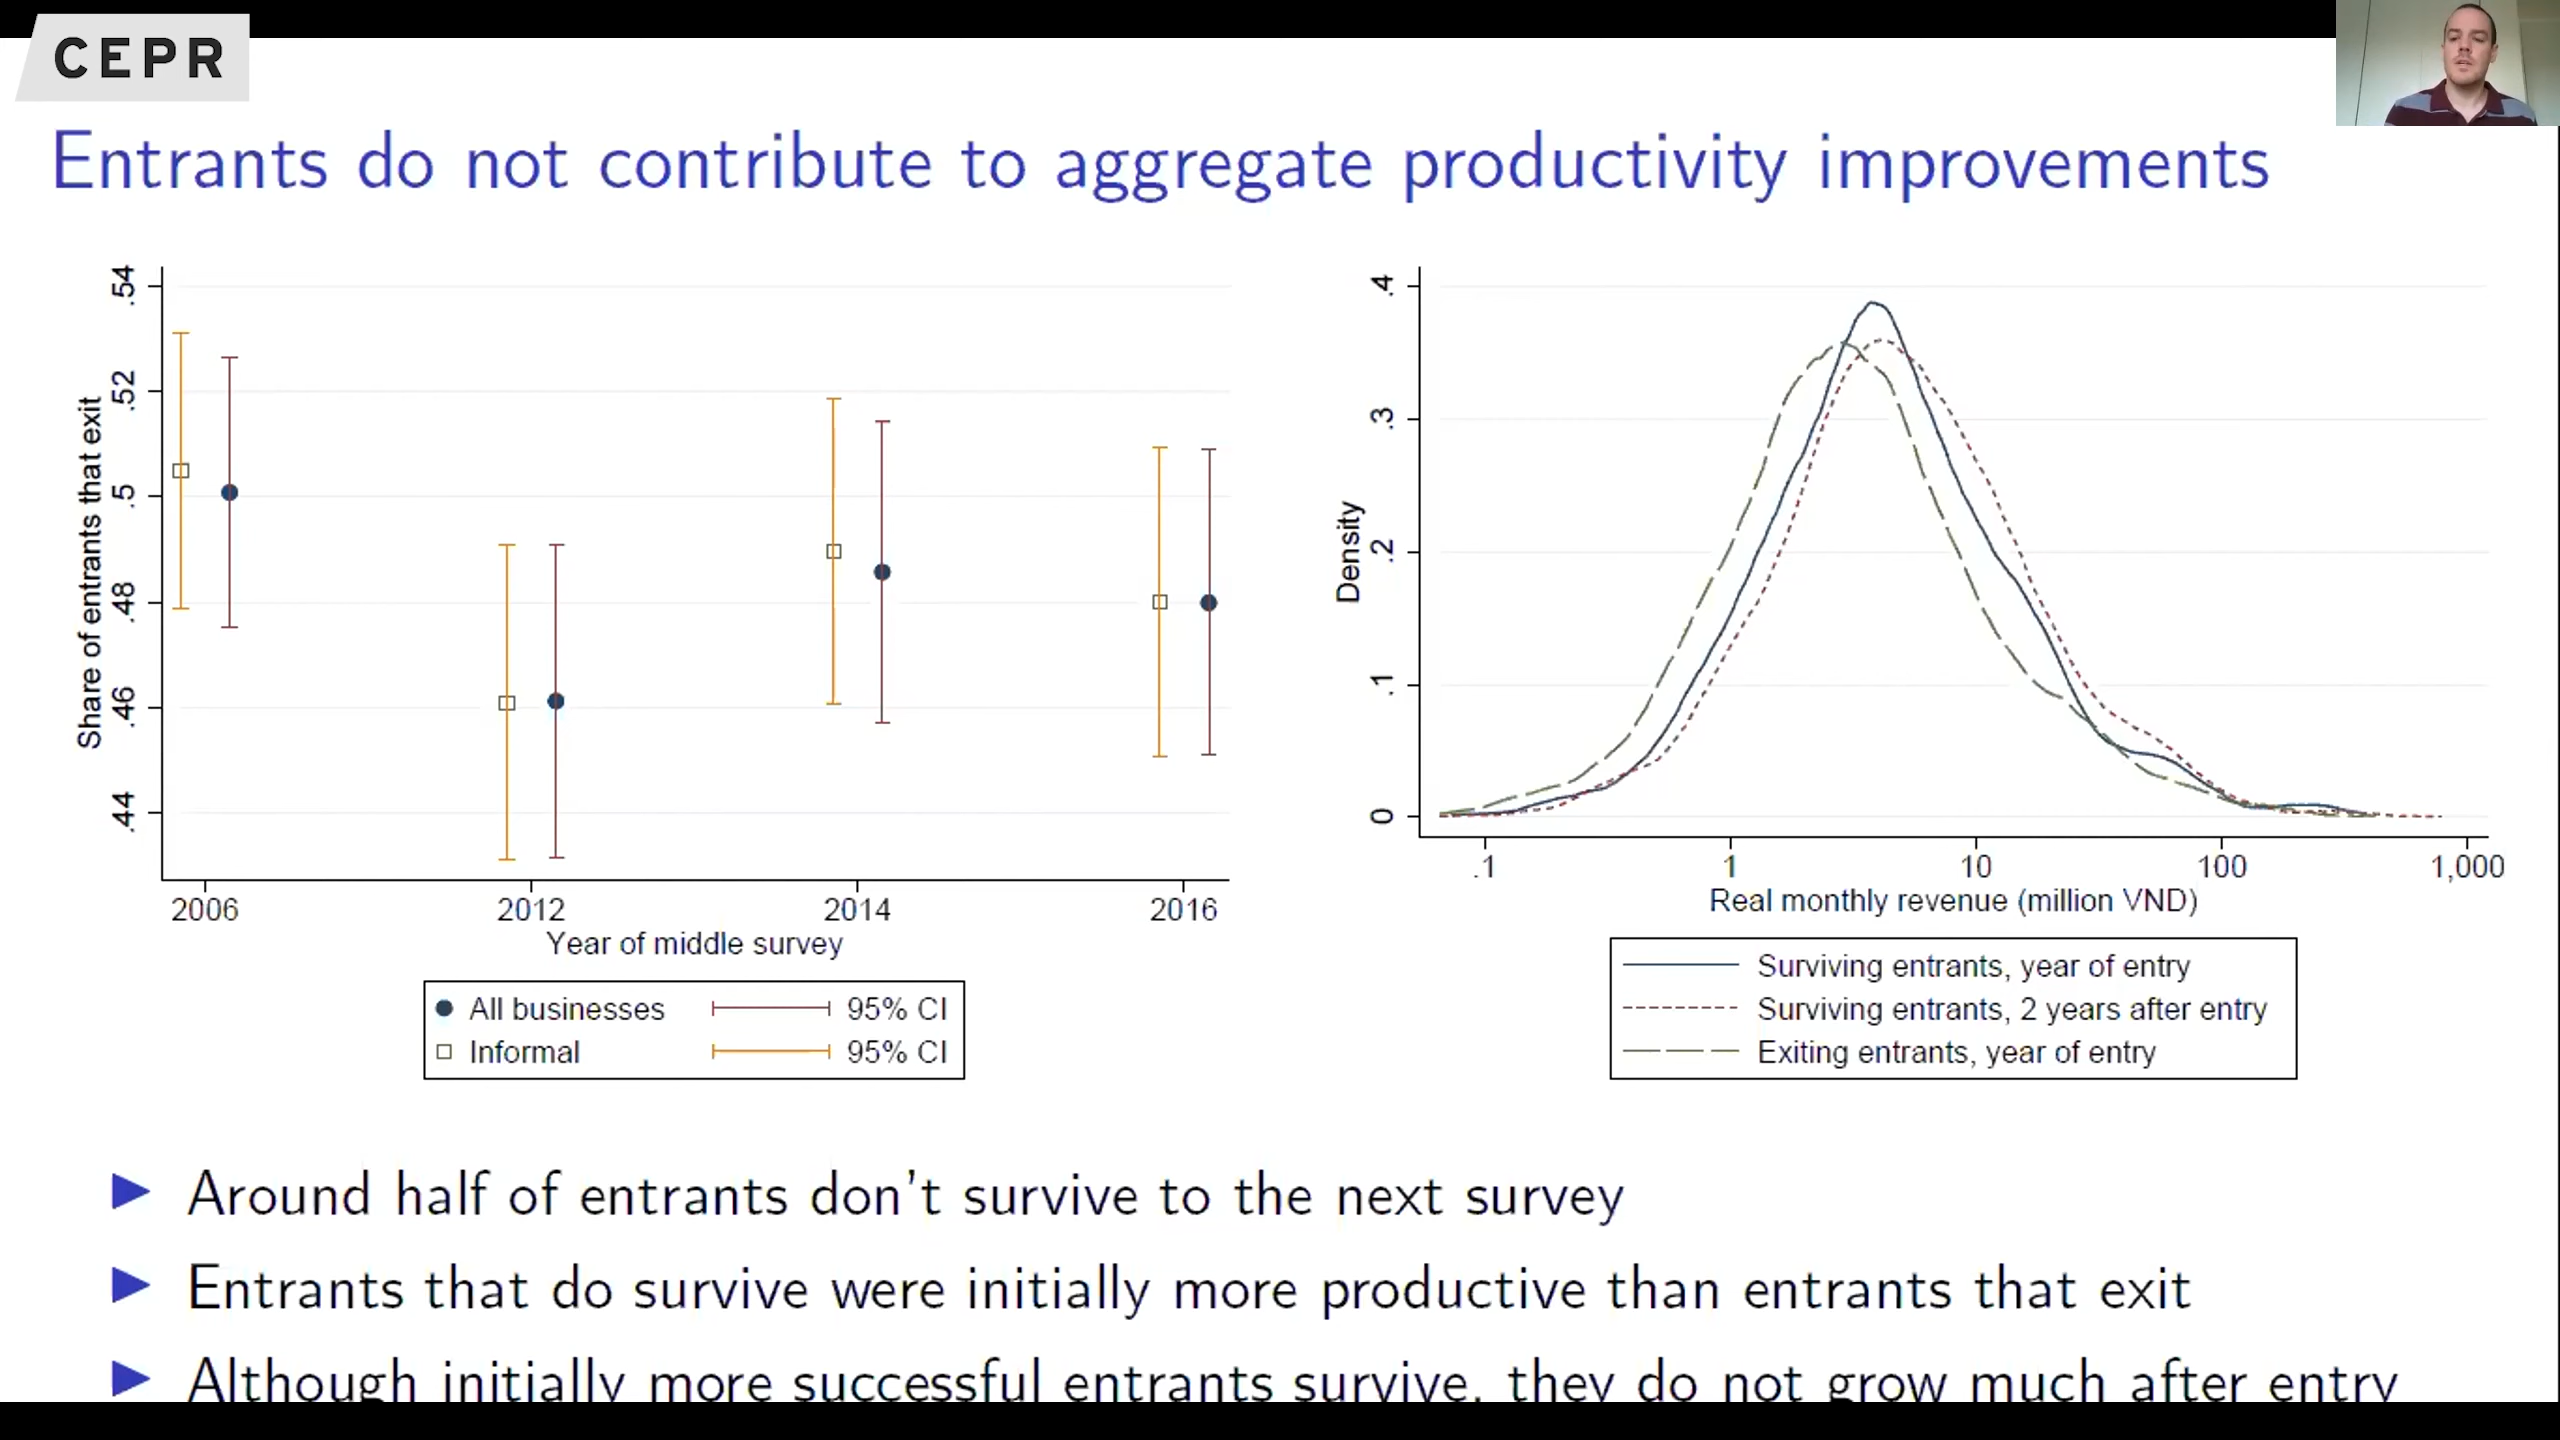 CEPR
Entrants do not contribute to aggregate productivity improvements
Share of entrants that exit
.54
.52
.5
.48
.46
.44
2006
2012
2014
2016
Year of middle survey
All businesses 95% CI
Informal 95% CI
Density
.4
.3
.2
.1
0
.1
1
10
100
1,000
Real monthly revenue (million VND)
Surviving entrants, year of entry
Surviving entrants, 2 years after entry
Exiting entrants, year of entry
Around half of entrants don't survive to the next survey
Entrants that do survive were initially more productive than entrants that exit
Although initially more successful entrants survive, they do not grow much after entry